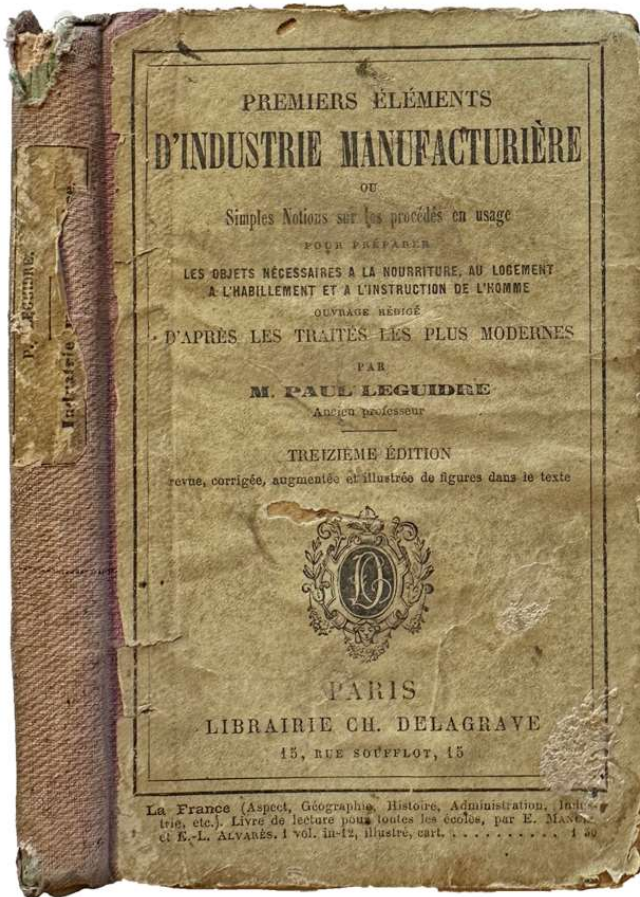 P. LEGUIDRE.
Industrie
PREMIERS ÉLÉMENTS
D'INDUSTRIE MANUFACTURIÈRE
OU
Simples Notions sur les procédés en usage
POUR PRÉPARER
LES OBJETS NÉCESSAIRES A LA NOURRITURE, AU LOGEMENT
A L'HABILLEMENT ET A L'INSTRUCTION DE L'HOMME
OUVRAGE RÉDIGÉ
D'APRÈS LES TRAITÉS LES PLUS MODERNES
PAR
M. PAUL LEGUIDRE
Ancien professeur
TREIZIÈME ÉDITION
revue, corrigée, augmentée et illustrée de figures dans le texte
PARIS
LIBRAIRIE CH. DELAGRAVE
15, RUE SOUFFLOT, 15
La France (Aspect, Géographie, Histoire, Administration, Indus-
trie, etc.). Livre de lecture pour toutes les écoles, par E.
et E.-L. ALVARÈS. 1 vol. in-12, illustré, cart. . . . . . . . . . . 1